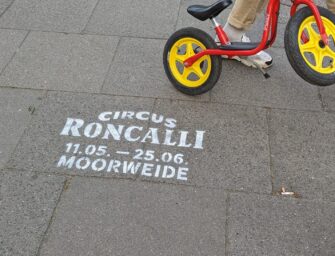 CIRCUS
RONCALLI
11.05. – 25.06.
MOORWEIDE